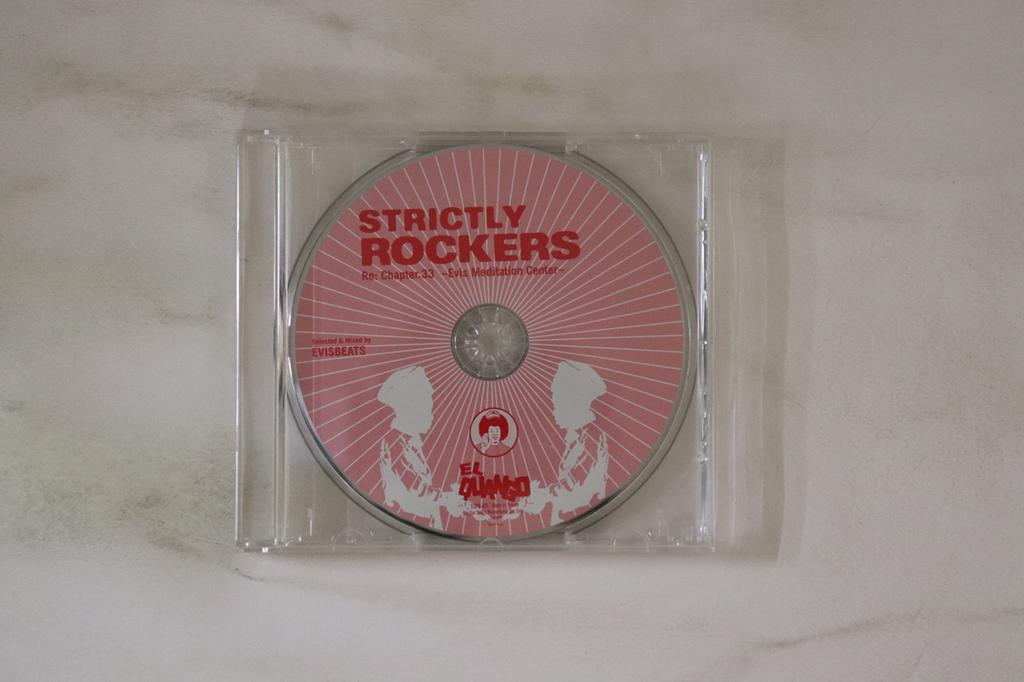 STRICTLY
ROCKERS
Re: Chapter.33 ~Evis Meditation Center~
Selected & Mixed by
EVISBEATS
EL
QUANGO